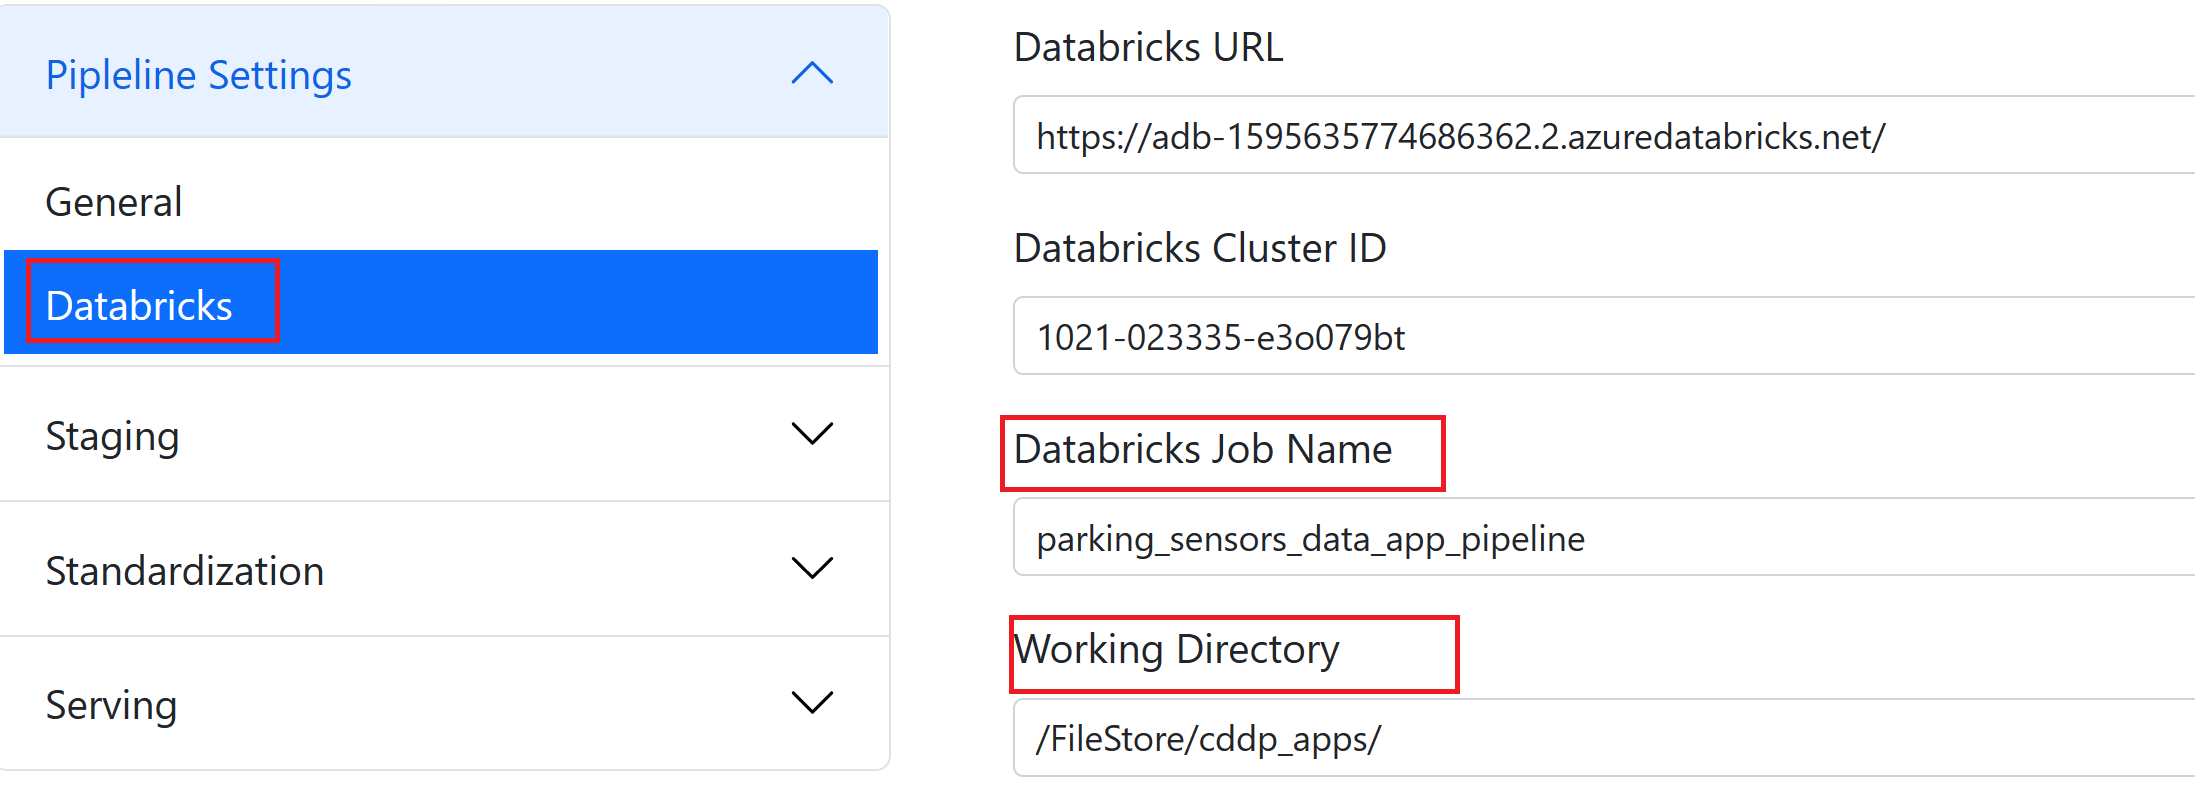 Pipleline Settings
General
Databricks
Staging
Standardization
Serving
Databricks URL
https://adb-1595635774686362.2.azuredatabricks.net/
Databricks Cluster ID
1021-023335-e3o079bt
Databricks Job Name
parking_sensors_data_app_pipeline
Working Directory
/FileStore/cddp_apps/